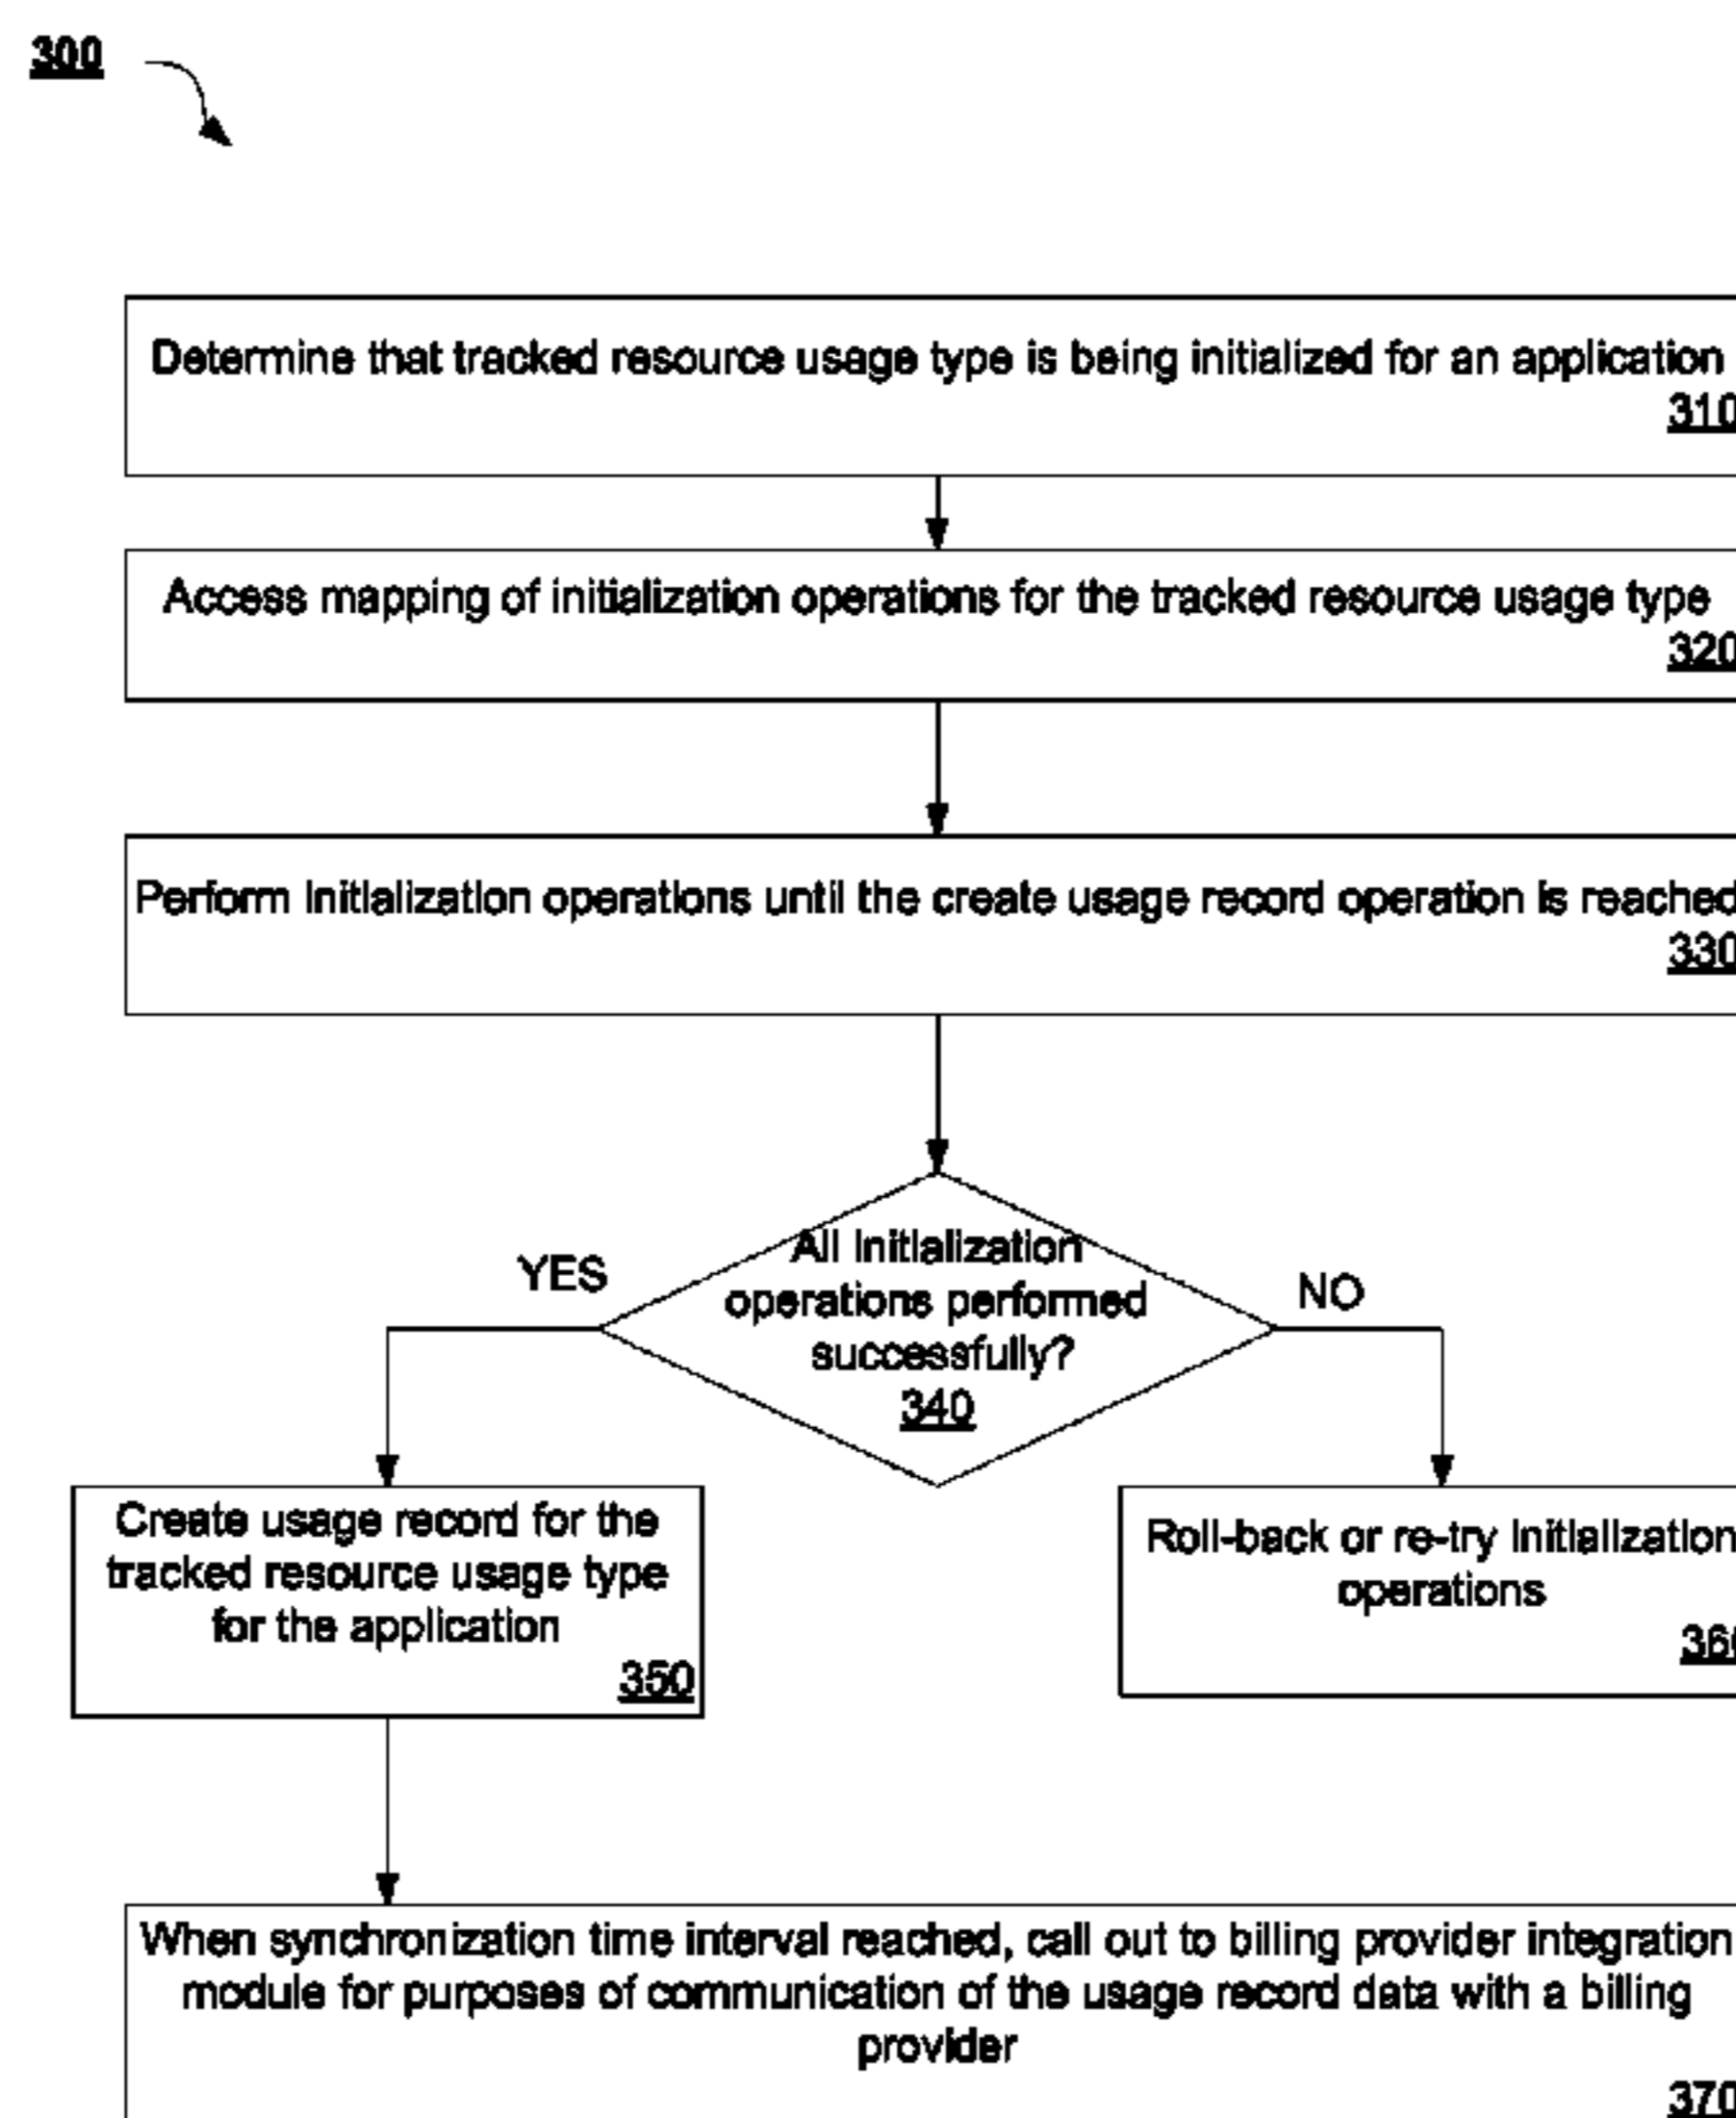 300
Determine that tracked resource usage type is being initialized for an application
310
Access mapping of initialization operations for the tracked resource usage type
320
Perform initialization operations until the create usage record operation is reached
330
All initialization
operations performed
successfully?
340
YES
NO
Create usage record for the
tracked resource usage type
for the application
350
Roll-back or re-try initialization
operations
360
When synchronization time interval reached, call out to billing provider integration
module for purposes of communication of the usage record data with a billing
provider
370